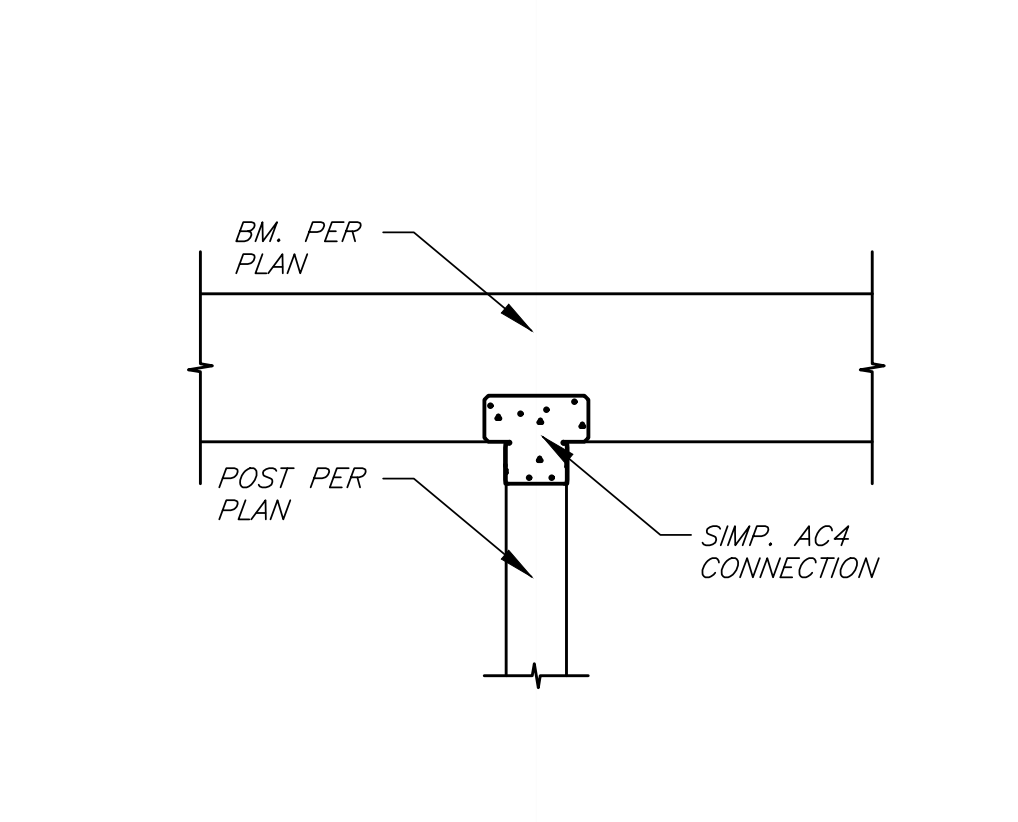 BM. PER
PLAN
POST PER
PLAN
SIMP. AC4
CONNECTION